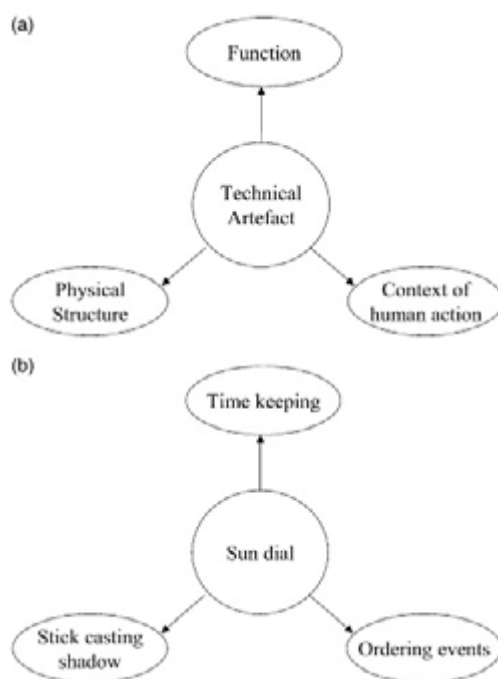 (a)
Function
Technical
Artefact
Physical
Structure
Context of
human action
(b)
Time keeping
Sun dial
Stick casting
shadow
Ordering events